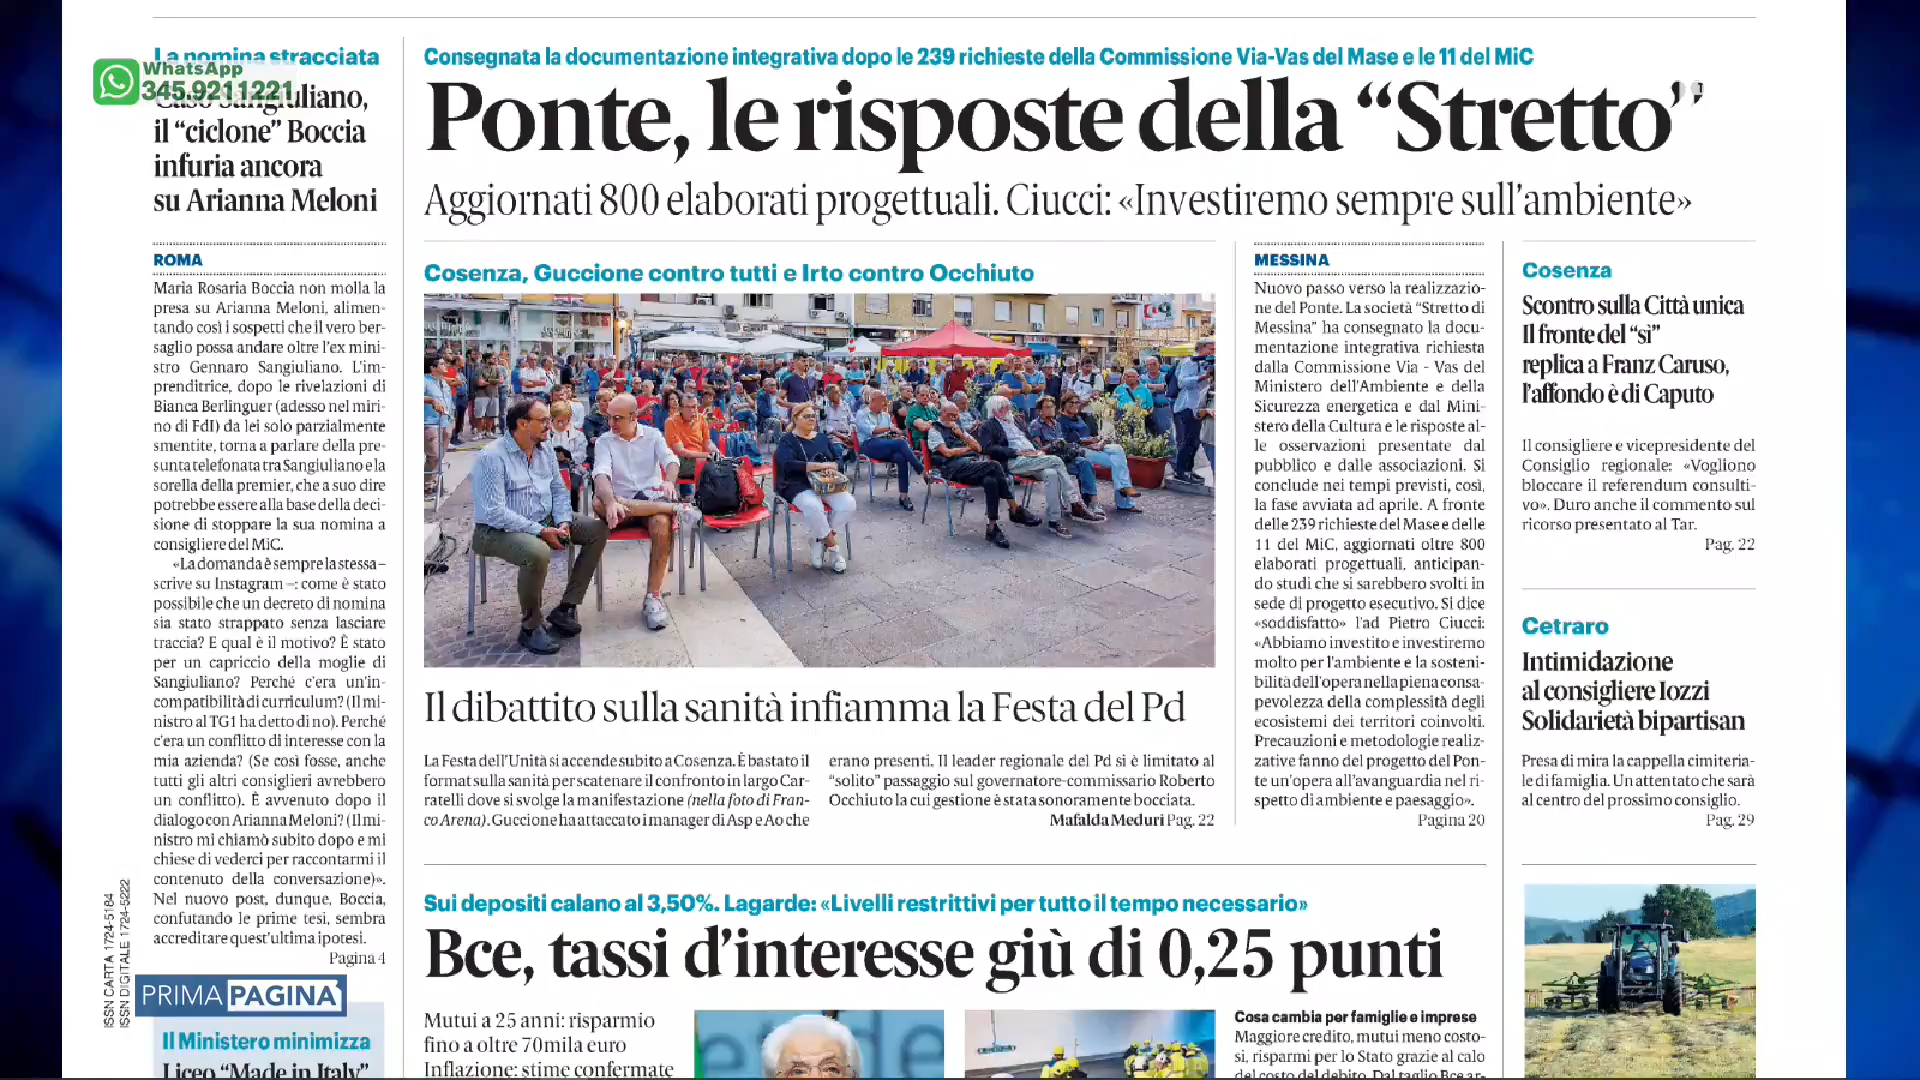 La nomina stracciata
WhatsApp
345.9211221
Caso Sangiuliano,
il “ciclone” Boccia
infuria ancora
su Arianna Meloni
ROMA
Maria Rosaria Boccia non molla la
presa su Arianna Meloni, alimen-
tando così i sospetti che il vero ber-
saglio possa andare oltre l’ex mini-
stro Gennaro Sangiuliano. L’im-
prenditrice, dopo le rivelazioni di
Bianca Berlinguer (adesso nel miri-
no di FdI) da lei solo parzialmente
smentite, torna a parlare della pre-
sunta telefonata tra Sangiuliano e la
sorella della premier, che a suo dire
potrebbe essere alla base della deci-
sione di stoppare la sua nomina a
consigliere del MiC.
«La domanda è sempre la stessa –
scrive su Instagram –: come è stato
possibile che un decreto di nomina
sia stato strappato senza lasciare
traccia? E qual è il motivo? È stato
per un capriccio della moglie di
Sangiuliano? Perché c’era un’in-
compatibilità di curriculum? (Il mi-
nistro al TG1 ha detto di no). Perché
c’era un conflitto di interesse con la
mia azienda? (Se così fosse, anche
tutti gli altri consiglieri avrebbero
un conflitto). È avvenuto dopo il
dialogo con Arianna Meloni? (Il mi-
nistro mi chiamò subito dopo e mi
chiese di vederci per raccontarmi il
contenuto della conversazione)».
Nel nuovo post, dunque, Boccia,
confutando le prime tesi, sembra
accreditare quest’ultima ipotesi.
Pagina 4
ISSN CARTA 1724-5184
ISSN DIGITALE 1724-5222
PRIMA PAGINA
Il Ministero minimizza
Liceo “Made in Italy”
Consegnata la documentazione integrativa dopo le 239 richieste della Commissione Via-Vas del Mase e le 11 del MiC
Ponte, le risposte della “Stretto”
Aggiornati 800 elaborati progettuali. Ciucci: «Investiremo sempre sull’ambiente»
Cosenza, Guccione contro tutti e Irto contro Occhiuto
Il dibattito sulla sanità infiamma la Festa del Pd
La Festa dell’Unità si accende subito a Cosenza. È bastato il
format sulla sanità per scatenare il confronto in largo Car-
ratelli dove si svolge la manifestazione (nella foto di Fran-
co Arena). Guccione ha attaccato i manager di Asp e Ao che
erano presenti. Il leader regionale del Pd si è limitato al
“solito” passaggio sul governatore-commissario Roberto
Occhiuto la cui gestione è stata sonoramente bocciata.
Mafalda Meduri Pag. 22
MESSINA
Nuovo passo verso la realizzazio-
ne del Ponte. La società “Stretto di
Messina” ha consegnato la docu-
mentazione integrativa richiesta
dalla Commissione Via - Vas del
Ministero dell’Ambiente e della
Sicurezza energetica e dal Mini-
stero della Cultura e le risposte al-
le osservazioni presentate dal
pubblico e dalle associazioni. Si
conclude nei tempi previsti, così,
la fase avviata ad aprile. A fronte
delle 239 richieste del Mase e delle
11 del MiC, aggiornati oltre 800
elaborati progettuali, anticipan-
do studi che si sarebbero svolti in
sede di progetto esecutivo. Si dice
«soddisfatto» l’ad Pietro Ciucci:
«Abbiamo investito e investiremo
molto per l’ambiente e la sosteni-
bilità dell’opera nella piena consa-
pevolezza della complessità degli
ecosistemi dei territori coinvolti.
Precauzioni e metodologie realiz-
zative fanno del progetto del Pon-
te un’opera all’avanguardia nel ri-
spetto di ambiente e paesaggio».
Pagina 20
Cosenza
Scontro sulla Città unica
Il fronte del “sì”
replica a Franz Caruso,
l’affondo è di Caputo
Il consigliere e vicepresidente del
Consiglio regionale: «Vogliono
bloccare il referendum consulti-
vo». Duro anche il commento sul
ricorso presentato al Tar.
Pag. 22
Cetraro
Intimidazione
al consigliere Iozzi
Solidarietà bipartisan
Presa di mira la cappella cimiteria-
le di famiglia. Un attentato che sarà
al centro del prossimo consiglio.
Pag. 29
Sui depositi calano al 3,50%. Lagarde: «Livelli restrittivi per tutto il tempo necessario»
Bce, tassi d’interesse giù di 0,25 punti
Mutui a 25 anni: risparmio
fino a oltre 70mila euro
Inflazione: stime confermate
Cosa cambia per famiglie e imprese
Maggiore credito, mutui meno costo-
si, risparmi per lo Stato grazie al calo
del costo del debito. Dal taglio Bce ar-